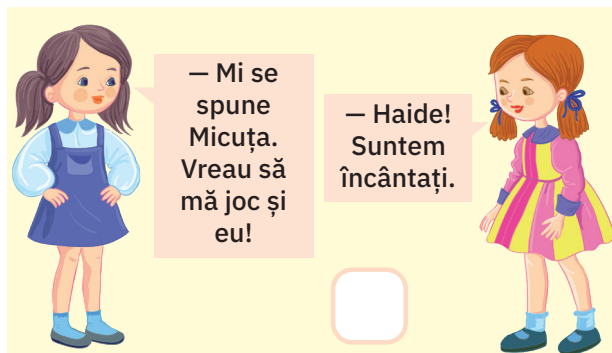 — Mi se
spune
Micuța.
Vreau să
mă joc și
eu!
— Haide!
Suntem
încântați.